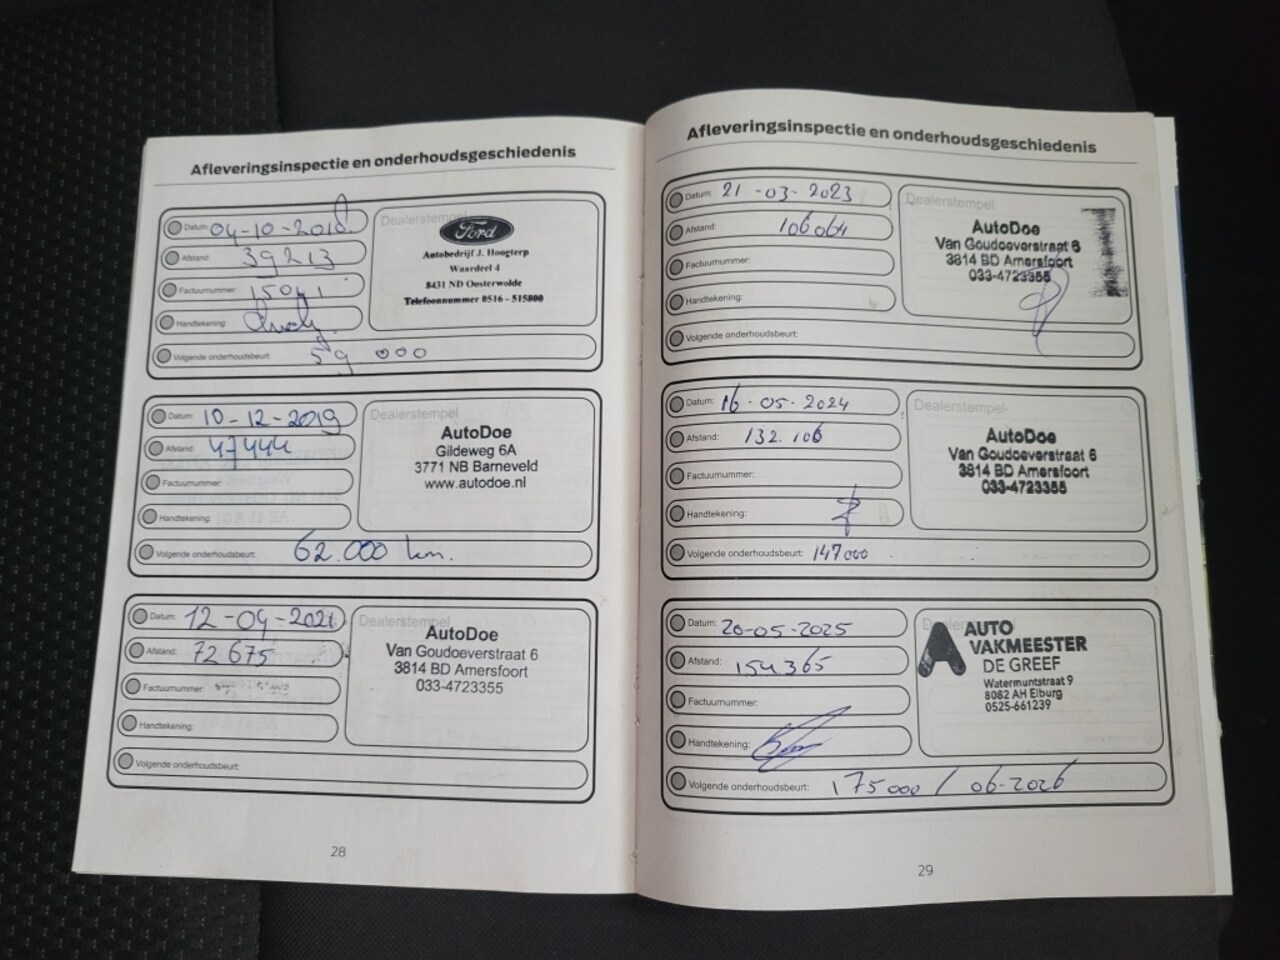 Afleveringsinspectie en onderhoudsgeschiedenis
Datum: 04-10-2018
Afstand: 39213
Factuurnummer: 15041
Handtekening:
Volgende onderhoudsbeurt: 59 000
Dealerstempel
Ford
Autobedrijf J. Hoogterp
Waardeel 4
8431 ND Oosterwolde
Telefoonnummer 0516 - 515800
Datum: 10-12-2019
Afstand: 47444
Factuurnummer:
Handtekening:
Volgende onderhoudsbeurt: 62.000 km.
Dealerstempel
AutoDoe
Gildeweg 6A
3771 NB Barneveld
www.autodoe.nl
Datum: 12-04-2021
Afstand: 72675
Factuurnummer:
Handtekening:
Volgende onderhoudsbeurt:
Dealerstempel
AutoDoe
Van Goudoeverstraat 6
3814 BD Amersfoort
033-4723355
28
Afleveringsinspectie en onderhoudsgeschiedenis
Datum: 21-03-2023
Afstand: 106064
Factuurnummer:
Handtekening:
Volgende onderhoudsbeurt:
Dealerstempel
AutoDoe
Van Goudoeverstraat 6
3814 BD Amersfoort
033-4723355
Datum: 16-05-2024
Afstand: 132.106
Factuurnummer:
Handtekening:
Volgende onderhoudsbeurt: 147000
Dealerstempel
AutoDoe
Van Goudoeverstraat 6
3814 BD Amersfoort
033-4723355
Datum: 20-05-2025
Afstand: 154365
Factuurnummer:
Handtekening:
Volgende onderhoudsbeurt: 175000 / 06-2026
Dealerstempel
AUTO
VAKMEESTER
DE GREEF
Watermuntstraat 9
8082 AH Elburg
0525-661239
29